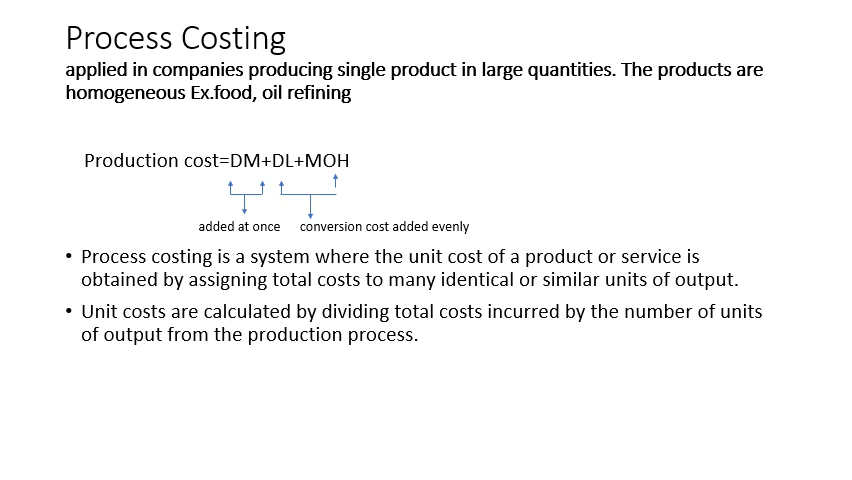 Process Costing
applied in companies producing single product in large quantities. The products are
homogeneous Ex.food, oil refining
Production cost=DM+DL+MOH
added at once conversion cost added evenly
• Process costing is a system where the unit cost of a product or service is
obtained by assigning total costs to many identical or similar units of output.
• Unit costs are calculated by dividing total costs incurred by the number of units
of output from the production process.